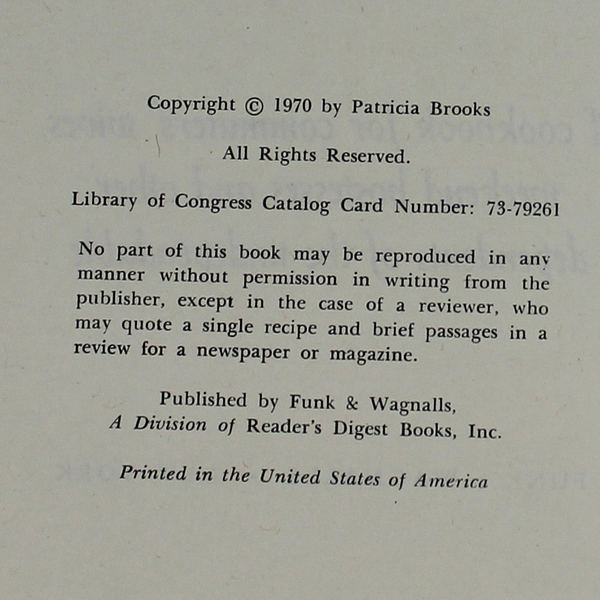 Copyright © 1970 by Patricia Brooks
All Rights Reserved.
Library of Congress Catalog Card Number: 73-79261
No part of this book may be reproduced in any
manner without permission in writing from the
publisher, except in the case of a reviewer, who
may quote a single recipe and brief passages in a
review for a newspaper or magazine.
Published by Funk & Wagnalls,
A Division of Reader's Digest Books, Inc.
Printed in the United States of America